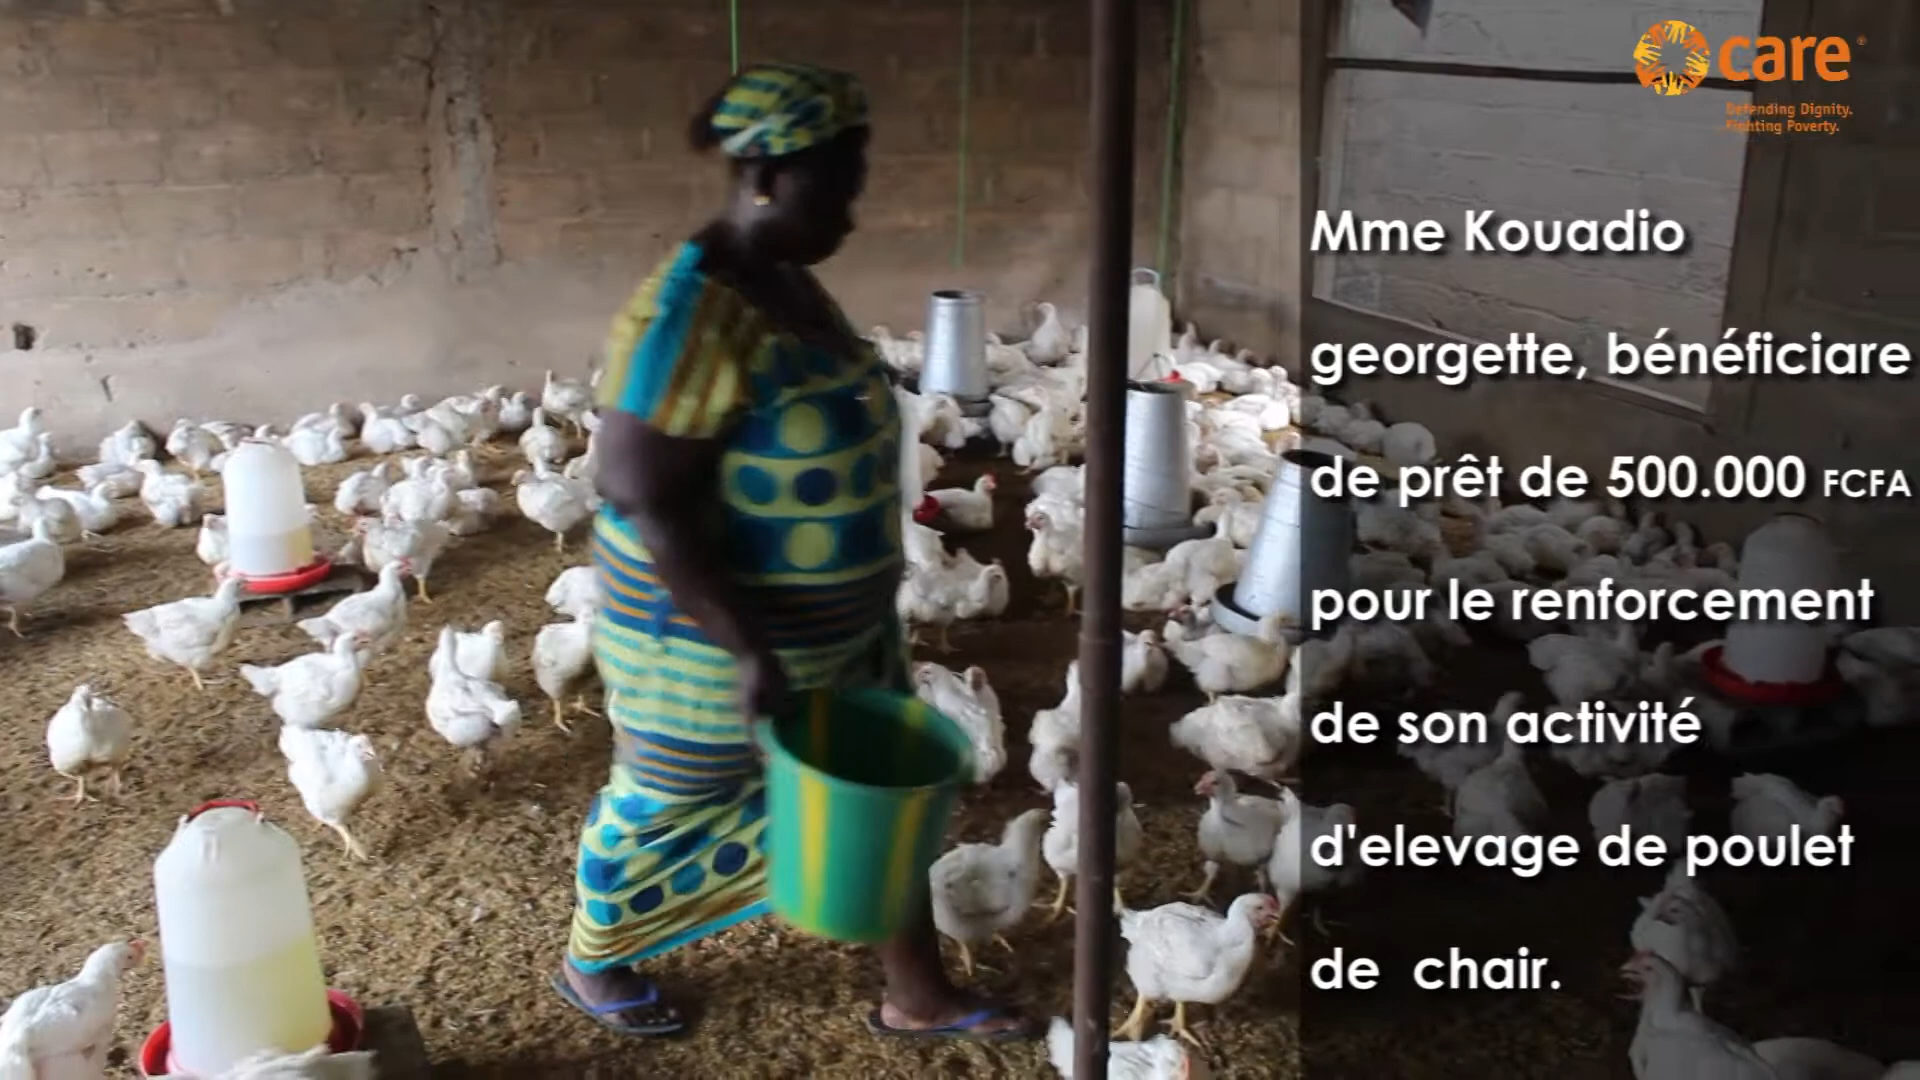 care
Defending Dignity.
Fighting Poverty.
Mme Kouadio
georgette, bénéficiare
de prêt de 500.000 FCFA
pour le renforcement
de son activité
d'elevage de poulet
de chair.